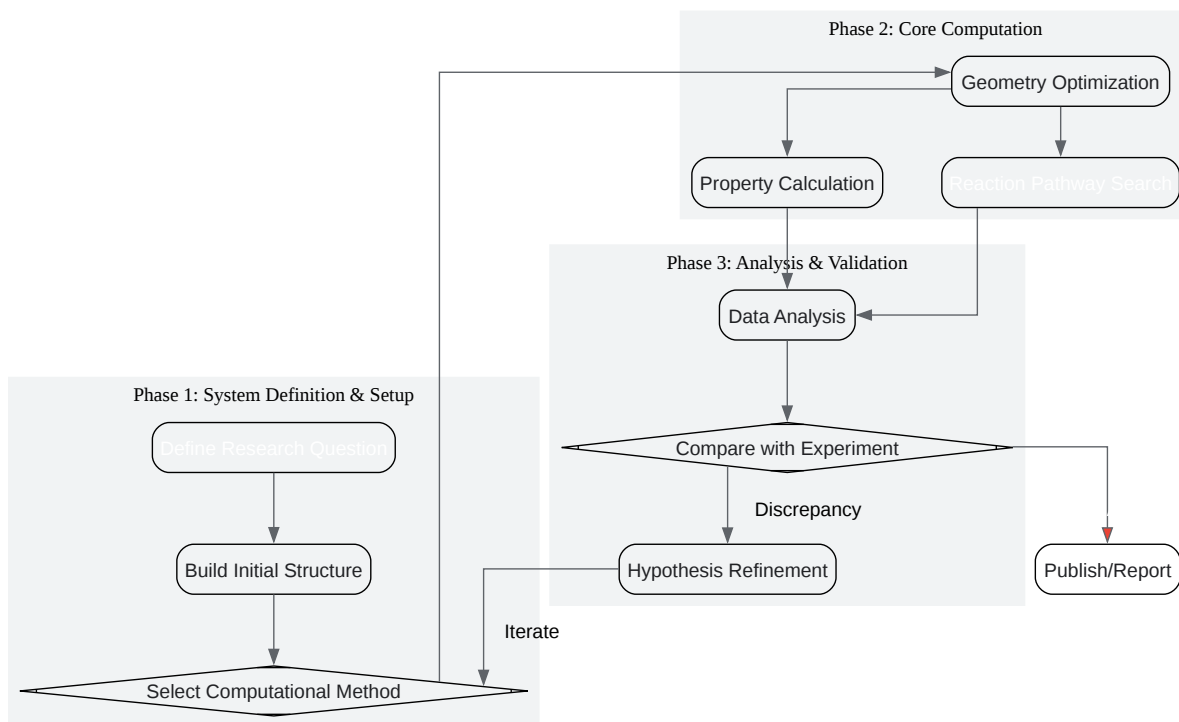 Phase 2: Core Computation
Geometry Optimization
Property Calculation
Reaction Pathway Search
Phase 3: Analysis & Validation
Data Analysis
Phase 1: System Definition & Setup
Define Research Question
Compare with Experiment
Discrepancy
Build Initial Structure
Hypothesis Refinement
Publish/Report
Iterate
Select Computational Method